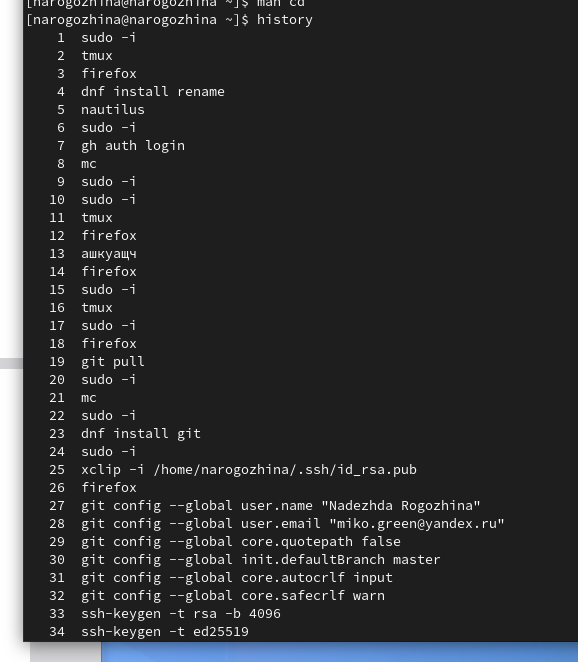 [narogozhina@narogozhina ~]$ man cd
[narogozhina@narogozhina ~]$ history
1 sudo -i
2 tmux
3 firefox
4 dnf install rename
5 nautilus
6 sudo -i
7 gh auth login
8 mc
9 sudo -i
10 sudo -i
11 tmux
12 firefox
13 ашкуащч
14 firefox
15 sudo -i
16 tmux
17 sudo -i
18 firefox
19 git pull
20 sudo -i
21 mc
22 sudo -i
23 dnf install git
24 sudo -i
25 xclip -i /home/narogozhina/.ssh/id_rsa.pub
26 firefox
27 git config --global user.name "Nadezhda Rogozhina"
28 git config --global user.email "miko.green@yandex.ru"
29 git config --global core.quotepath false
30 git config --global init.defaultBranch master
31 git config --global core.autocrlf input
32 git config --global core.safecrlf warn
33 ssh-keygen -t rsa -b 4096
34 ssh-keygen -t ed25519